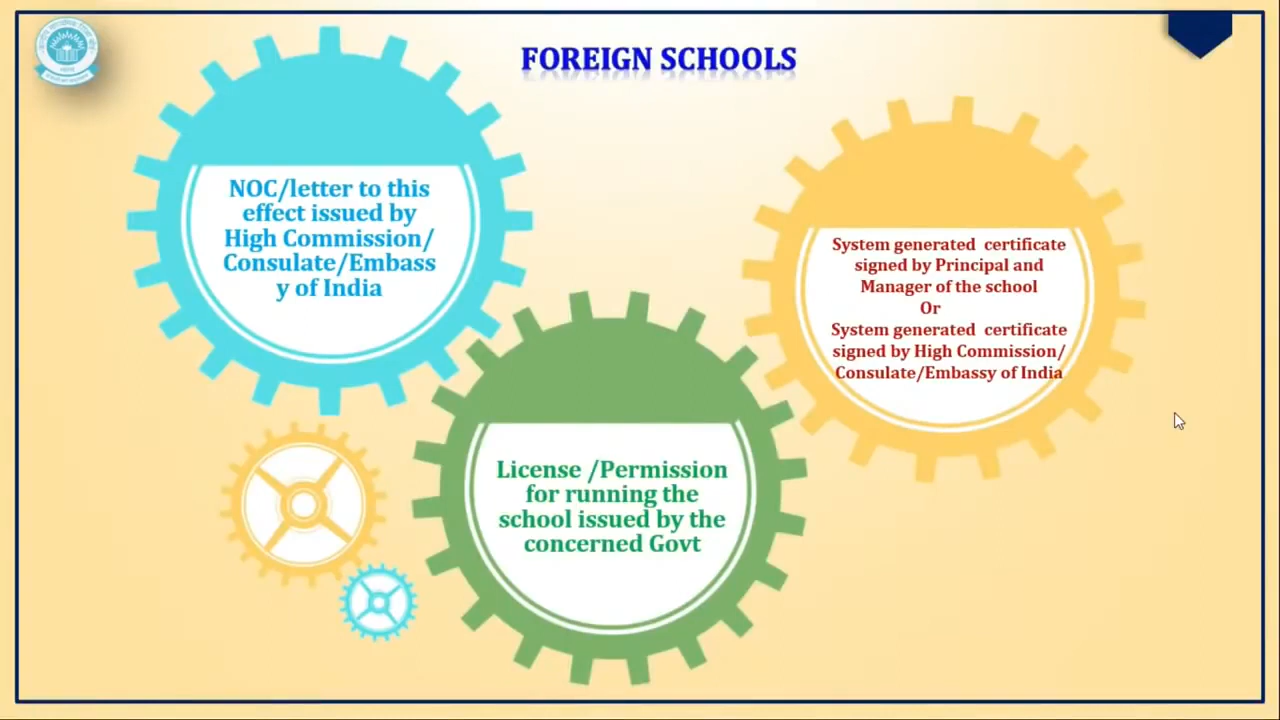 FOREIGN SCHOOLS
NOC/letter to this
effect issued by
High Commission/
Consulate/Embass
y of India
System generated certificate
signed by Principal and
Manager of the school
Or
System generated certificate
signed by High Commission/
Consulate/Embassy of India
License /Permission
for running the
school issued by the
concerned Govt